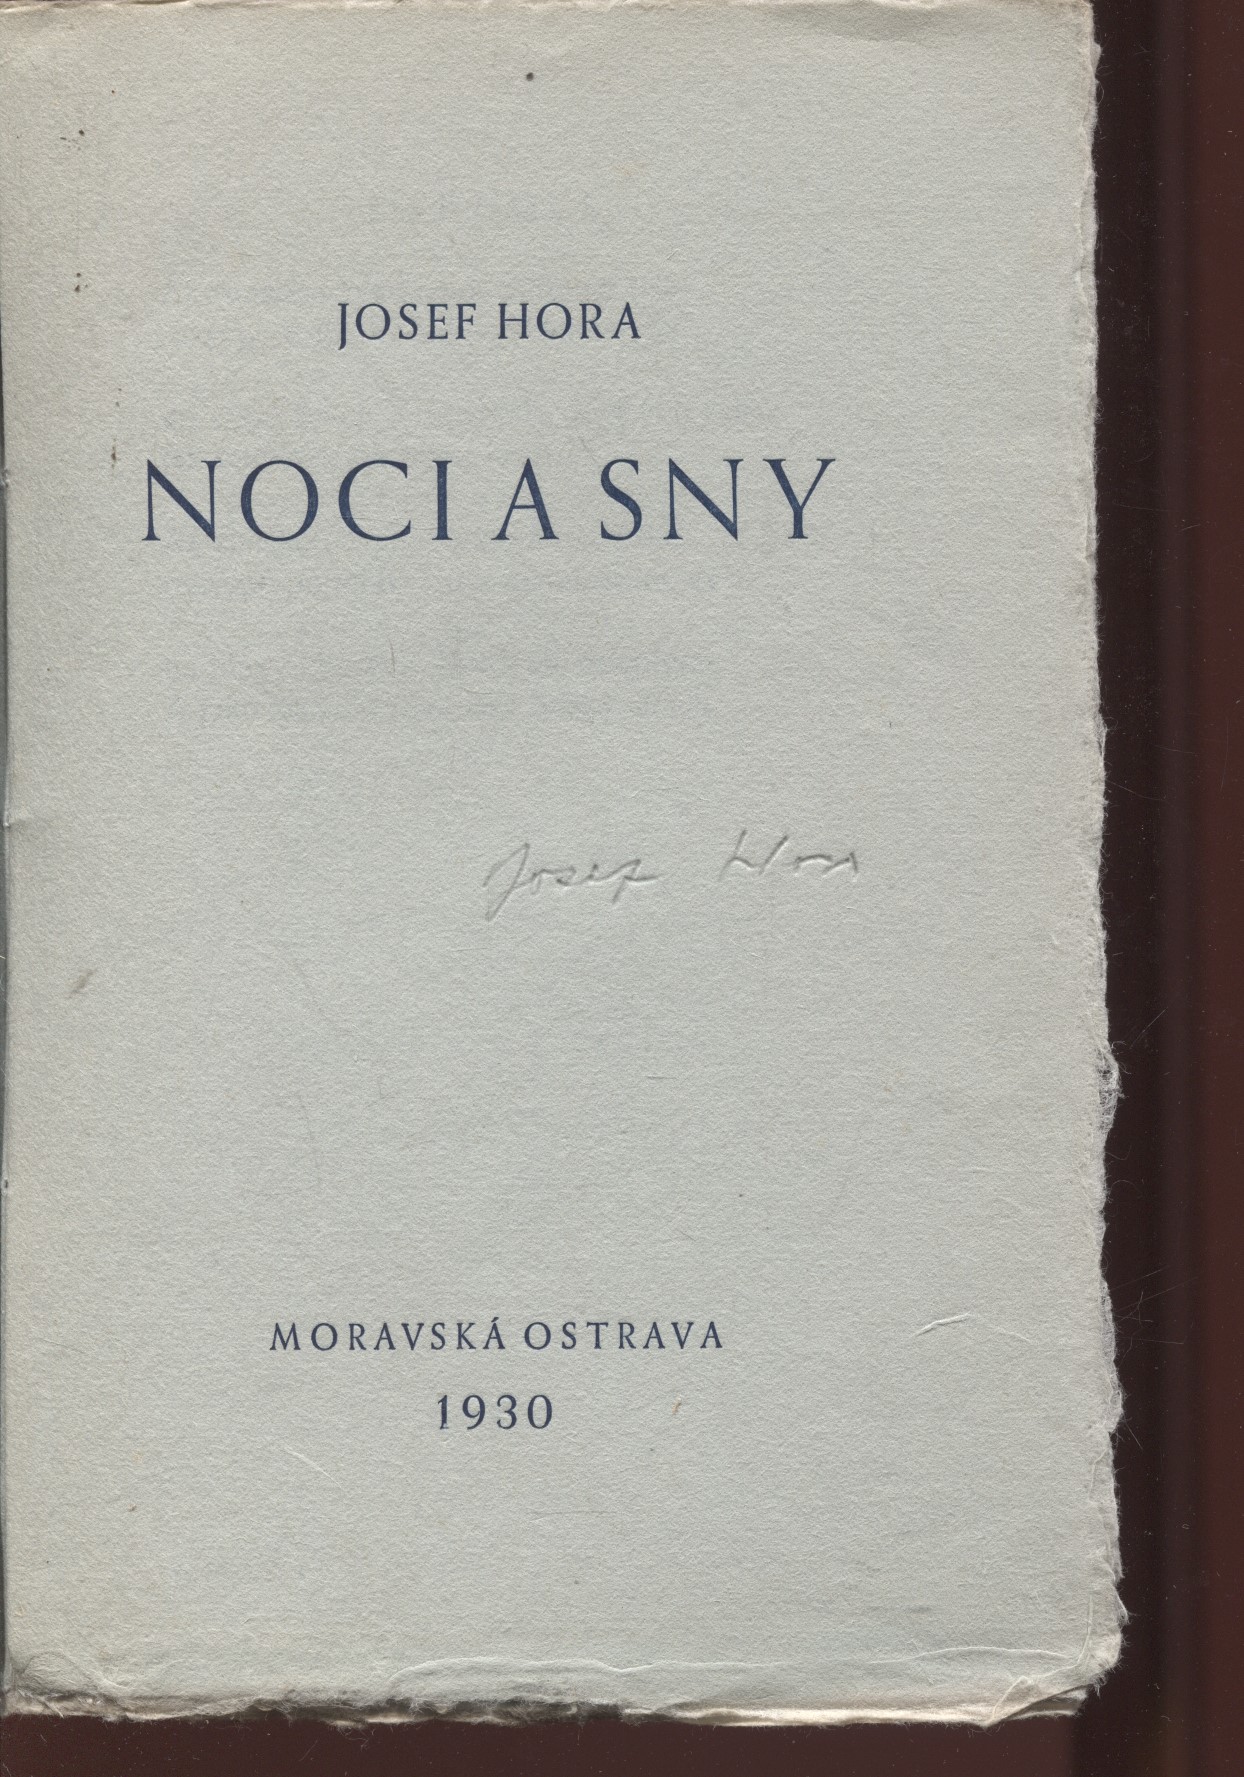 JOSEF HORA
NOCI A SNY
Josef Hora
MORAVSKÁ OSTRAVA
1930